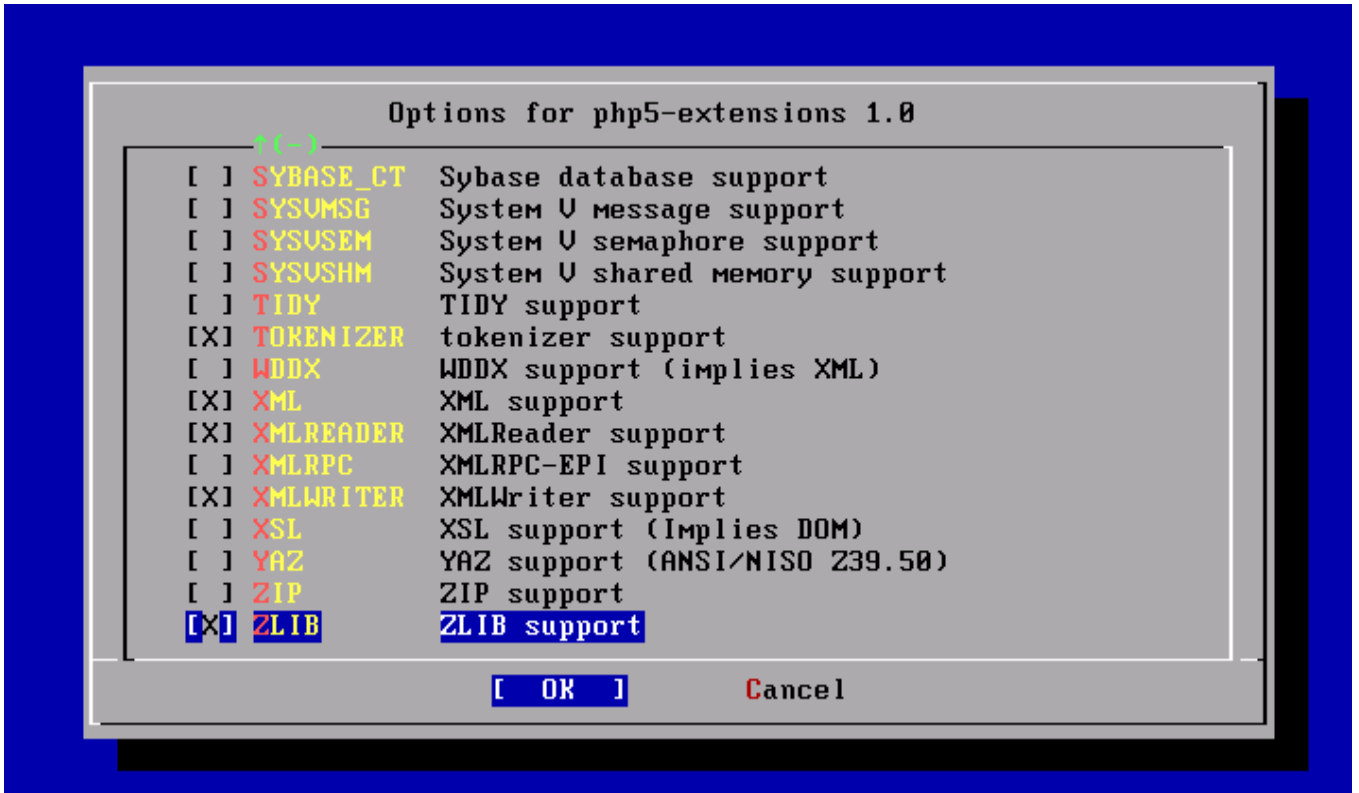 Options for php5-extensions 1.0
↑(-)
[ ] SYBASE_CT Sybase database support
[ ] SYSVMSG System V message support
[ ] SYSVSEM System V semaphore support
[ ] SYSVSHM System V shared memory support
[ ] TIDY TIDY support
[X] TOKENIZER tokenizer support
[ ] WDDX WDDX support (implies XML)
[X] XML XML support
[X] XMLREADER XMLReader support
[ ] XMLRPC XMLRPC-EPI support
[X] XMLWRITER XMLWriter support
[ ] XSL XSL support (Implies DOM)
[ ] YAZ YAZ support (ANSI/NISO Z39.50)
[ ] ZIP ZIP support
[X] ZLIB ZLIB support
[ OK ] Cancel